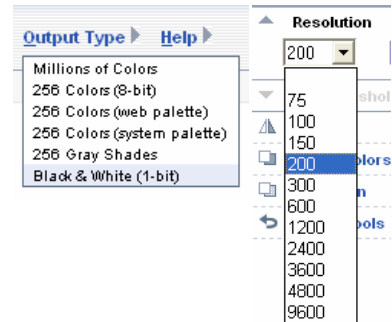 Output Type Help
Millions of Colors
256 Colors (8-bit)
256 Colors (web palette)
256 Colors (system palette)
256 Gray Shades
Black & White (1-bit)
Resolution
200
75
100
150
200
300
600
1200
2400
3600
4800
9600